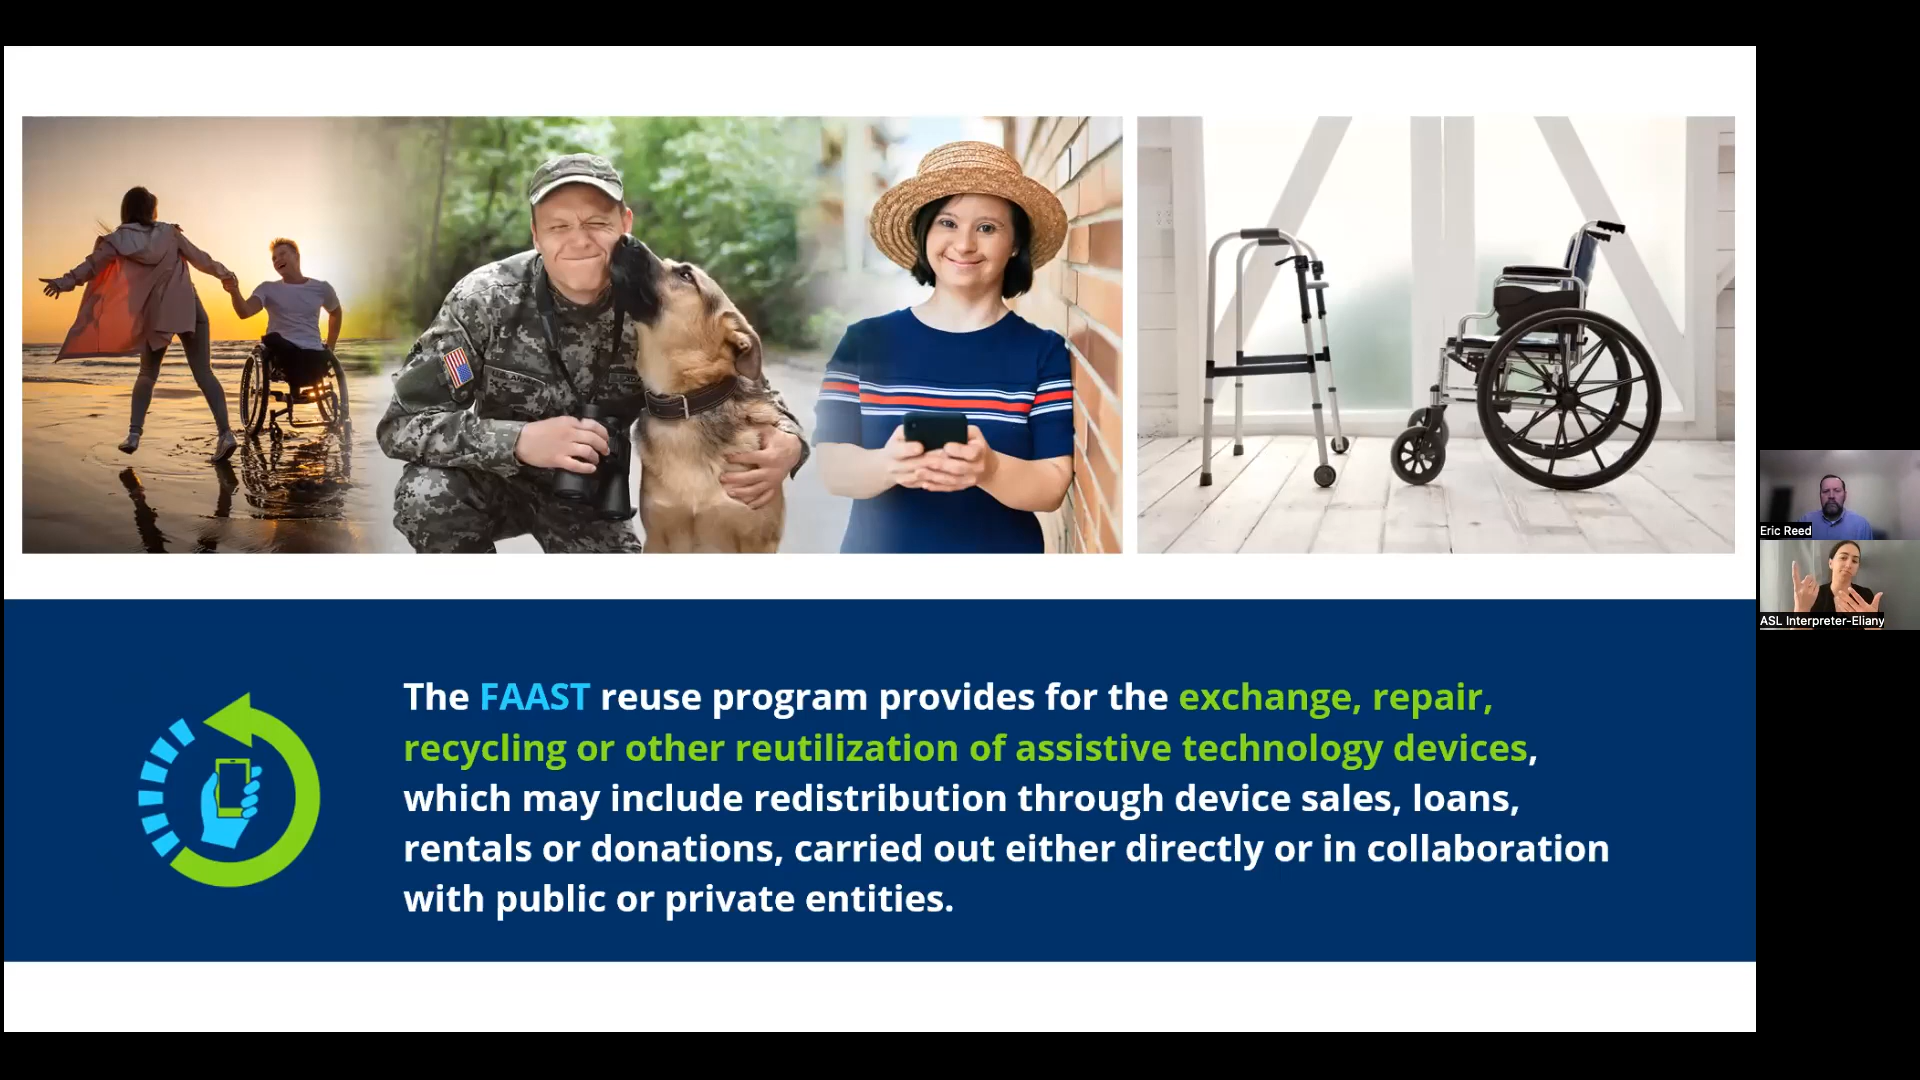 U.S. ARMY
Eric Reed
ASL Interpreter-Eliany
The FAAST reuse program provides for the exchange, repair,
recycling or other reutilization of assistive technology devices,
which may include redistribution through device sales, loans,
rentals or donations, carried out either directly or in collaboration
with public or private entities.